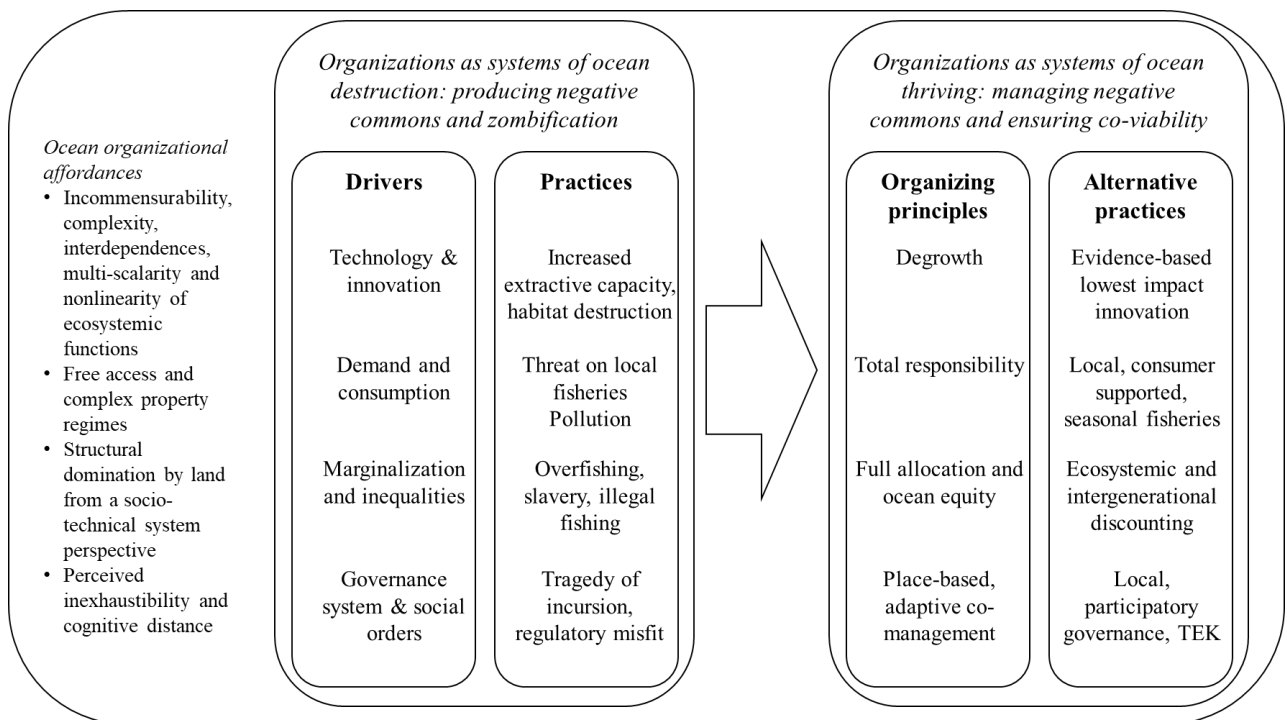 Ocean organizational
affordances
• Incommensurability,
complexity,
interdependences,
multi-scalarity and
nonlinearity of
ecosystemic
functions
• Free access and
complex property
regimes
• Structural
domination by land
from a socio-
technical system
perspective
• Perceived
inexhaustibility and
cognitive distance
Organizations as systems of ocean
destruction: producing negative
commons and zombification
Drivers
Technology &
innovation
Demand and
consumption
Marginalization
and inequalities
Governance
system & social
orders
Practices
Increased
extractive capacity,
habitat destruction
Threat on local
fisheries
Pollution
Overfishing,
slavery, illegal
fishing
Tragedy of
incursion,
regulatory misfit
Organizations as systems of ocean
thriving: managing negative
commons and ensuring co-viability
Organizing
principles
Degrowth
Total responsibility
Full allocation and
ocean equity
Place-based,
adaptive co-
management
Alternative
practices
Evidence-based
lowest impact
innovation
Local, consumer
supported,
seasonal fisheries
Ecosystemic and
intergenerational
discounting
Local,
participatory
governance, TEK